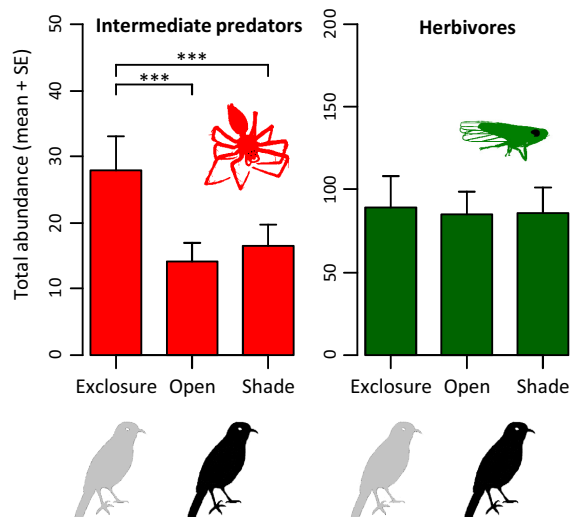 Intermediate predators
Total abundance (mean + SE)
50
40
30
20
10
0
***
***
Exclosure Open Shade
Herbivores
200
150
100
50
0
Exclosure Open Shade